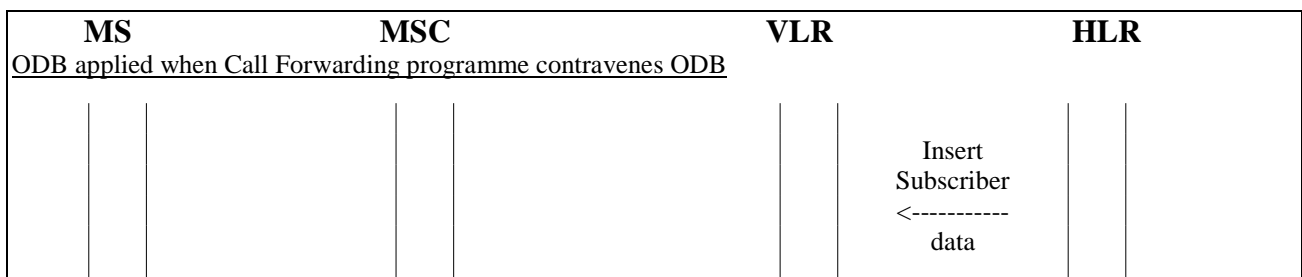 MS MSC VLR HLR
ODB applied when Call Forwarding programme contravenes ODB
Insert
Subscriber
<-----------
data